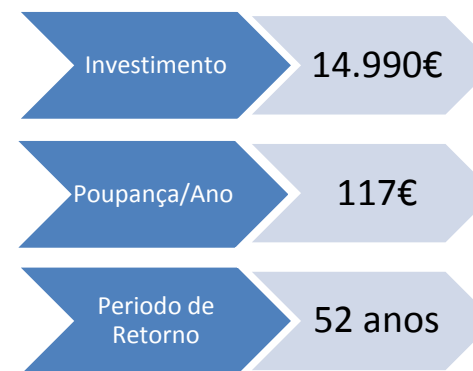 Investimento
14.990€
Poupança/Ano
117€
Periodo de
Retorno
52 anos